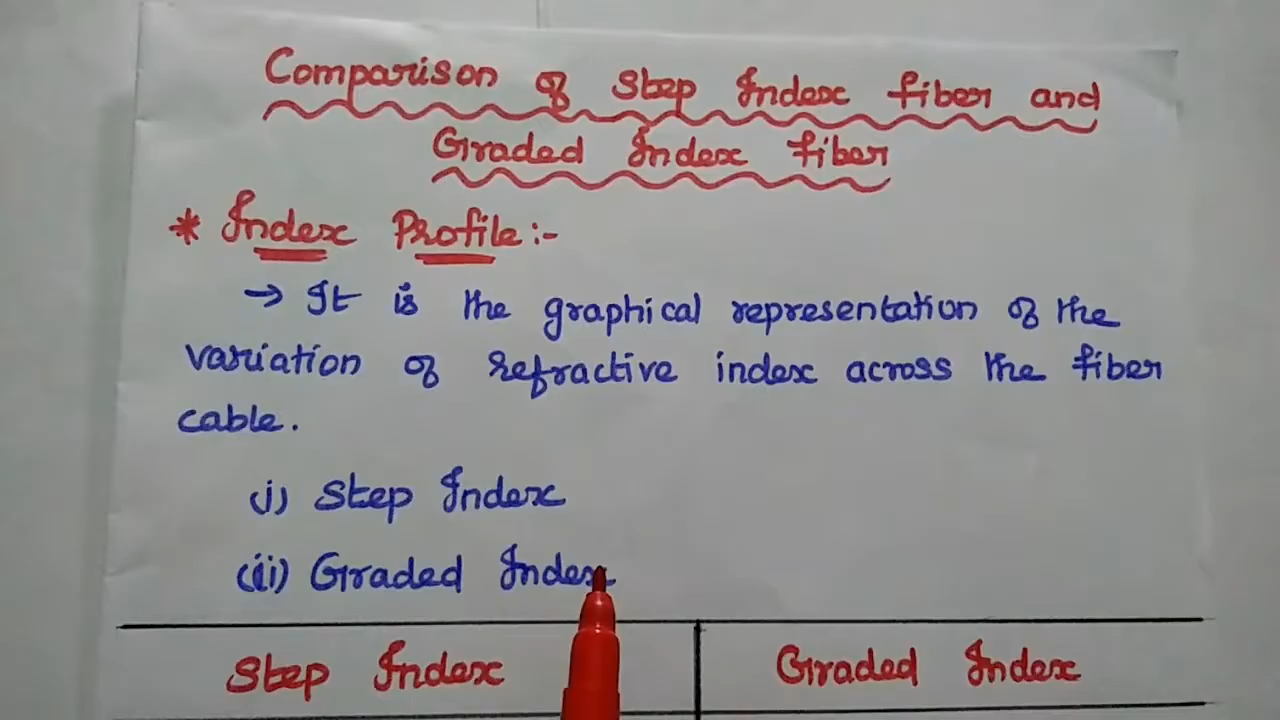 Comparison of Step Index fiber and
Graded Index fiber
* Index Profile:-
→ It is the graphical representation of the
variation of refractive index across the fiber
cable.
(i) Step Index
(ii) Graded Index
Step Index Graded Index